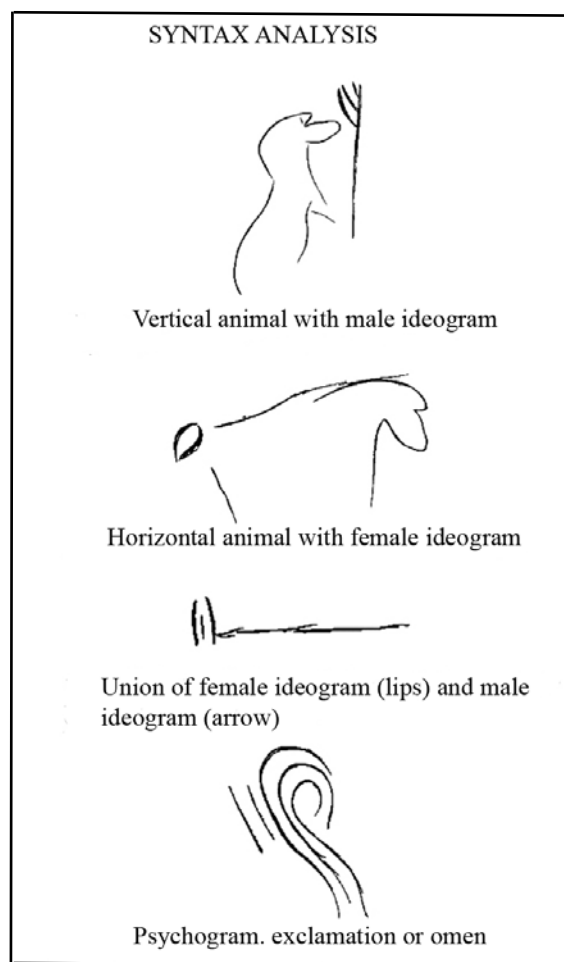 SYNTAX ANALYSIS
Vertical animal with male ideogram
Horizontal animal with female ideogram
Union of female ideogram (lips) and male
ideogram (arrow)
Psychogram. exclamation or omen